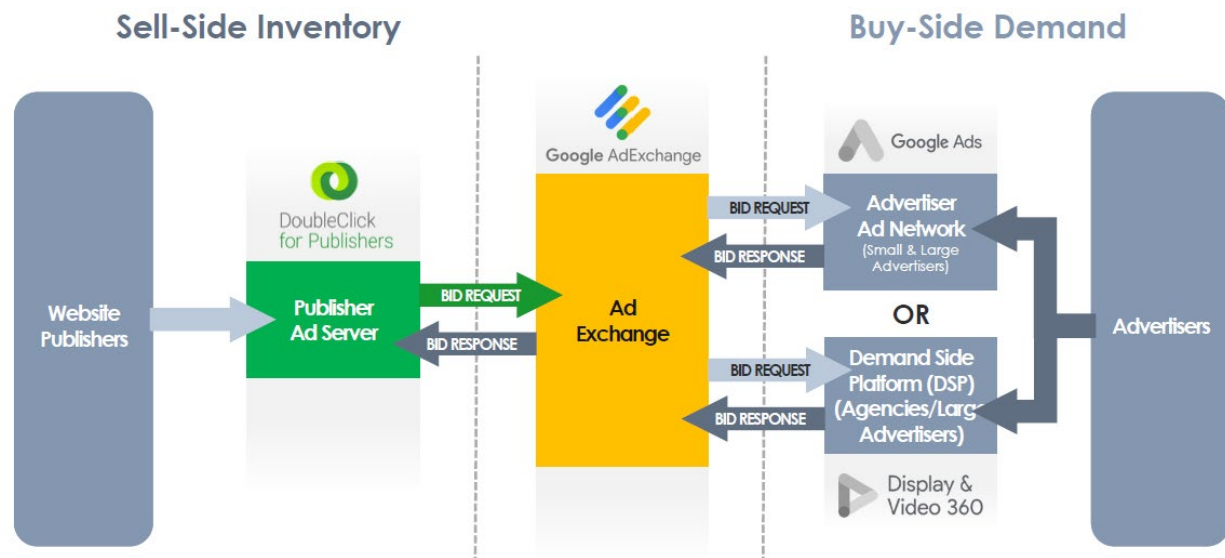 Sell-Side Inventory
Buy-Side Demand
Website
Publishers
DoubleClick
for Publishers
Publisher
Ad Server
BID REQUEST
BID RESPONSE
Google AdExchange
Ad
Exchange
BID REQUEST
BID RESPONSE
BID REQUEST
BID RESPONSE
Google Ads
Advertiser
Ad Network
(Small & Large
Advertisers)
OR
Demand Side
Platform (DSP)
(Agencies/Large
Advertisers)
Display &
Video 360
Advertisers